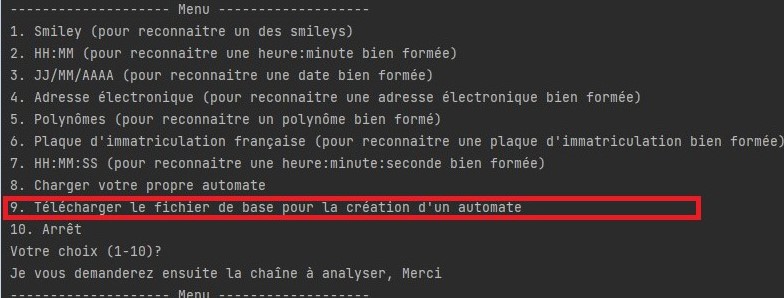 -------------------- Menu -------------------
1. Smiley (pour reconnaitre un des smileys)
2. HH:MM (pour reconnaitre une heure:minute bien formée)
3. JJ/MM/AAAA (pour reconnaitre une date bien formée)
4. Adresse électronique (pour reconnaitre une adresse électronique bien formée)
5. Polynômes (pour reconnaitre un polynôme bien formé)
6. Plaque d'immatriculation française (pour reconnaitre une plaque d'immatriculation bien formée)
7. HH:MM:SS (pour reconnaitre une heure:minute:seconde bien formée)
8. Charger votre propre automate
9. Télécharger le fichier de base pour la création d'un automate
10. Arrêt
Votre choix (1-10)?
Je vous demanderez ensuite la chaîne à analyser, Merci
-------------------- Menu -------------------